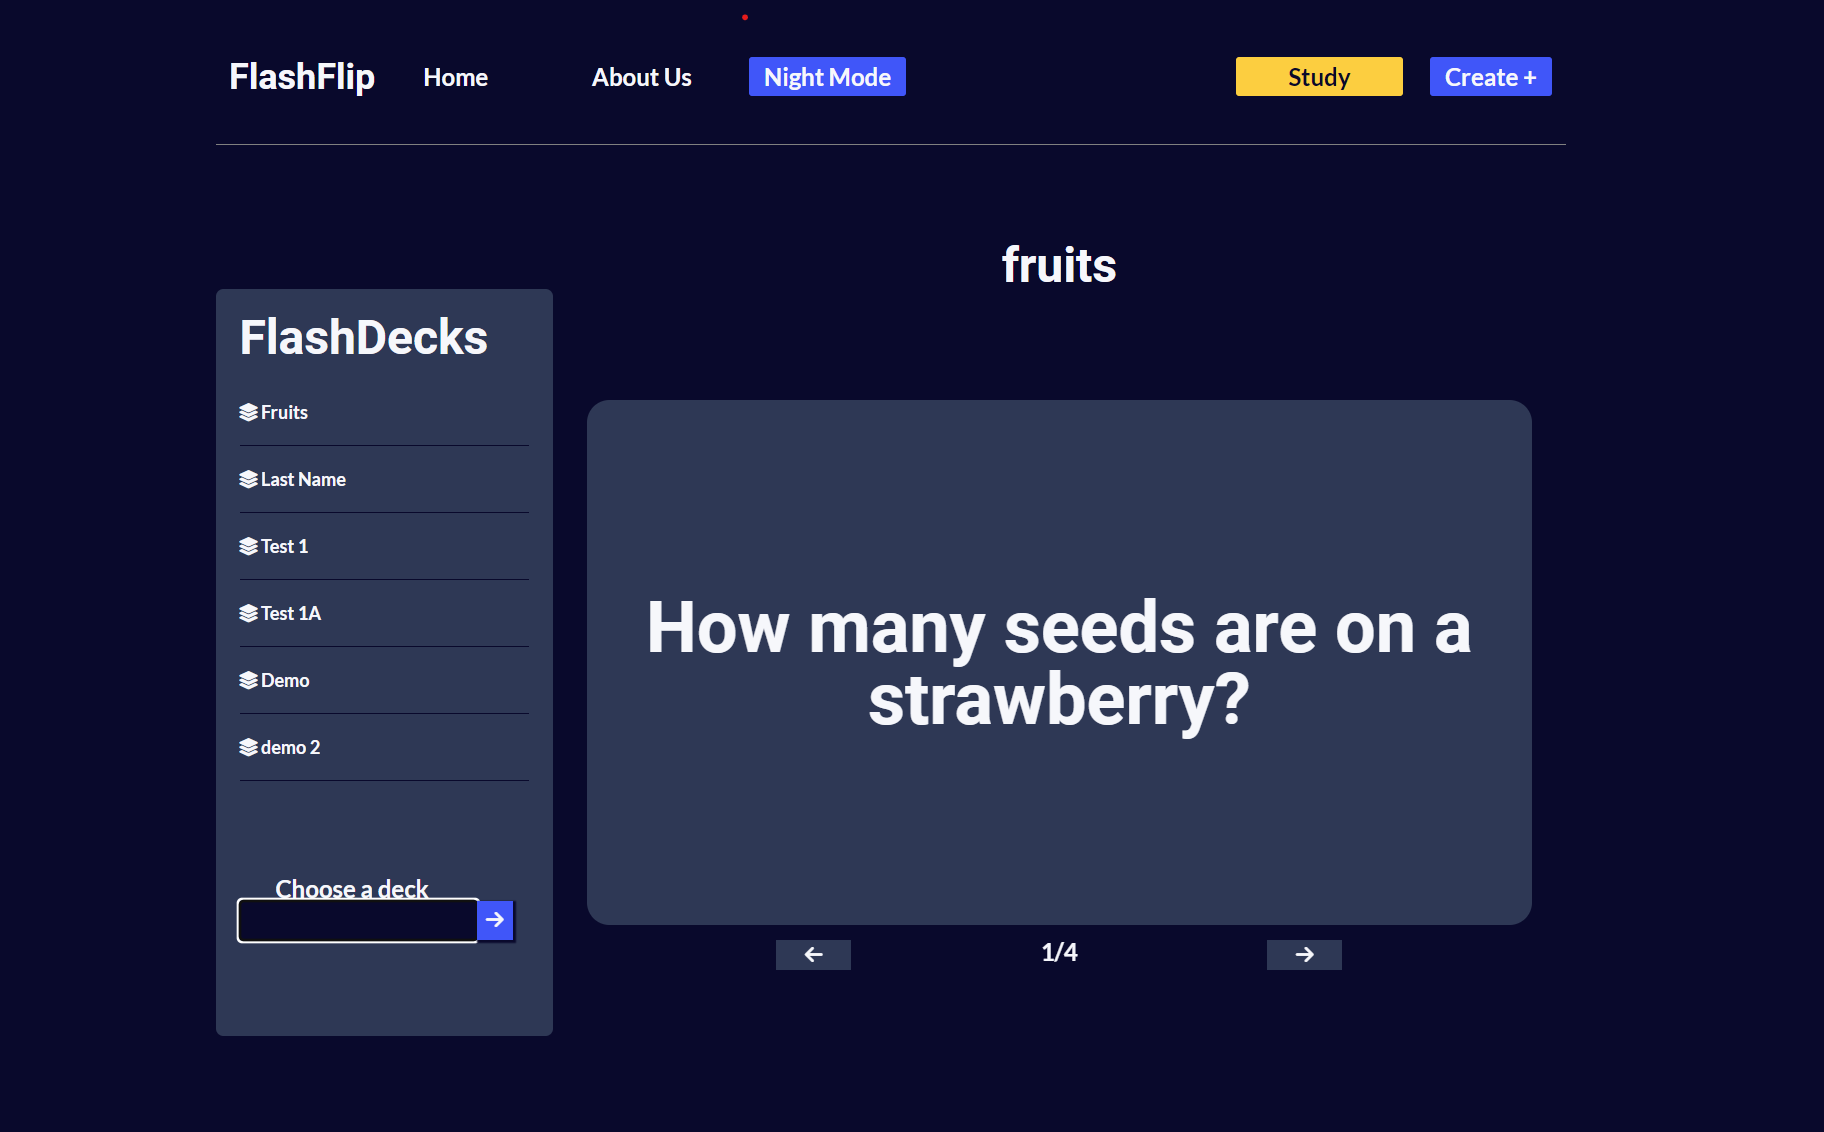 FlashFlip Home About Us Night Mode Study Create +
fruits
FlashDecks
Fruits
Last Name
Test 1
Test 1A
Demo
demo 2
Choose a deck
How many seeds are on a
strawberry?
1/4